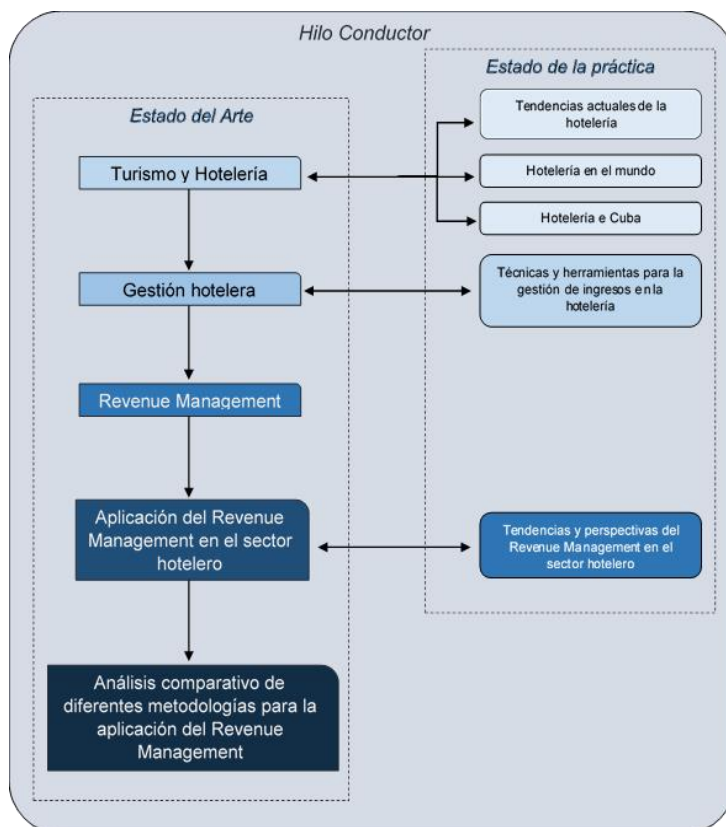 Hilo Conductor
Estado del Arte
Turismo y Hotelería
Gestión hotelera
Revenue Management
Aplicación del Revenue
Management en el sector
hotelero
Análisis comparativo de
diferentes metodologías para la
aplicación del Revenue
Management
Estado de la práctica
Tendencias actuales de la
hotelería
Hotelería en el mundo
Hotelería e Cuba
Técnicas y herramientas para la
gestión de ingresos en la
hotelería
Tendencias y perspectivas del
Revenue Management en el
sector hotelero